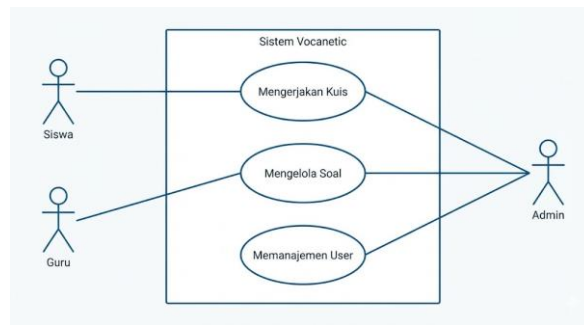 Sistem Vocanetic
Mengerjakan Kuis
Siswa
Mengelola Soal
Admin
Guru
Memanajemen User